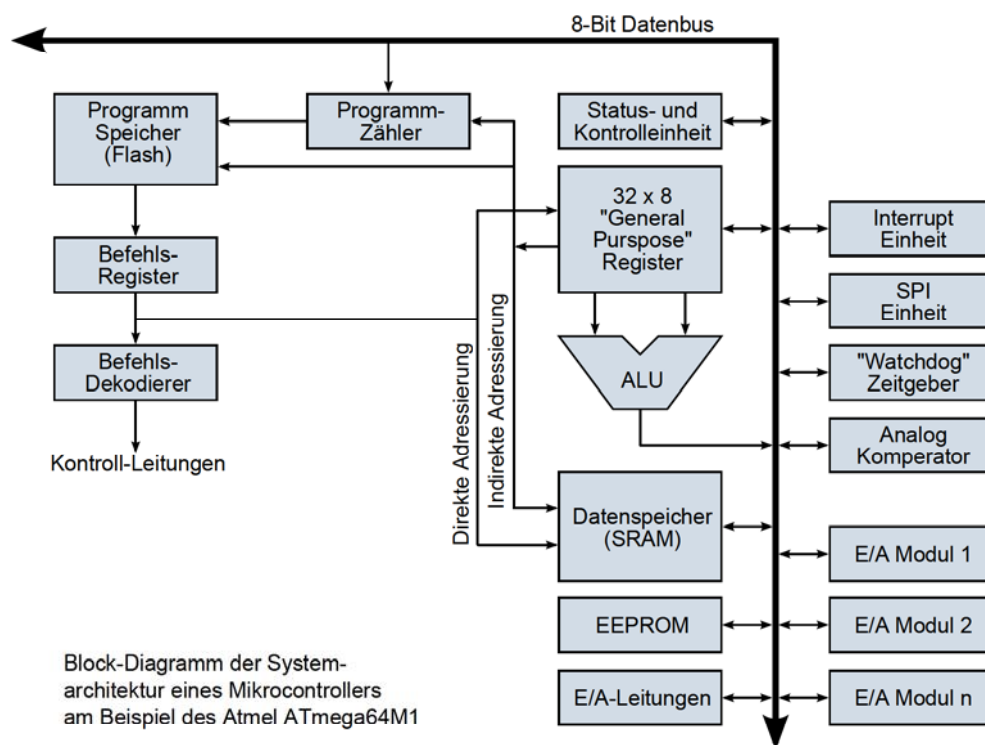 8-Bit Datenbus
Programm
Speicher
(Flash)
Programm-
Zähler
Status- und
Kontrolleinheit
32 x 8
"General
Purspose"
Register
Interrupt
Einheit
Befehls-
Register
SPI
Einheit
Befehls-
Dekodierer
ALU
"Watchdog"
Zeitgeber
Kontroll-Leitungen
Direkte Adressierung
Indirekte Adressierung
Analog
Komperator
Datenspeicher
(SRAM)
E/A Modul 1
EEPROM
E/A Modul 2
E/A-Leitungen
E/A Modul n
Block-Diagramm der System-
architektur eines Mikrocontrollers
am Beispiel des Atmel ATmega64M1